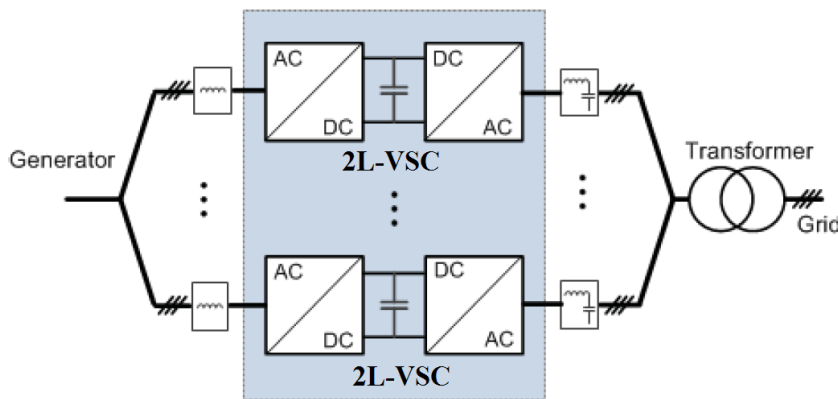 AC
DC
DC
AC
2L-VSC
Generator
Transformer
Grid
AC
DC
DC
AC
2L-VSC